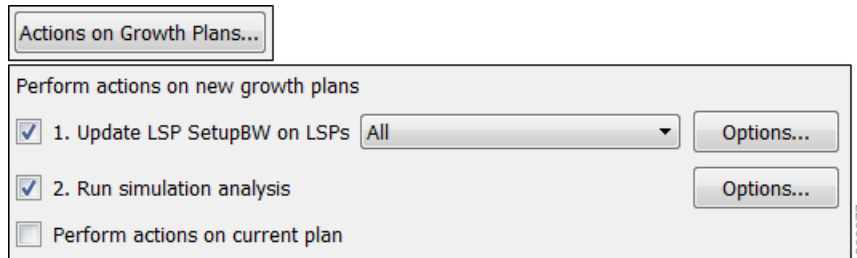 Actions on Growth Plans...
Perform actions on new growth plans
1. Update LSP SetupBW on LSPs All Options...
2. Run simulation analysis Options...
Perform actions on current plan